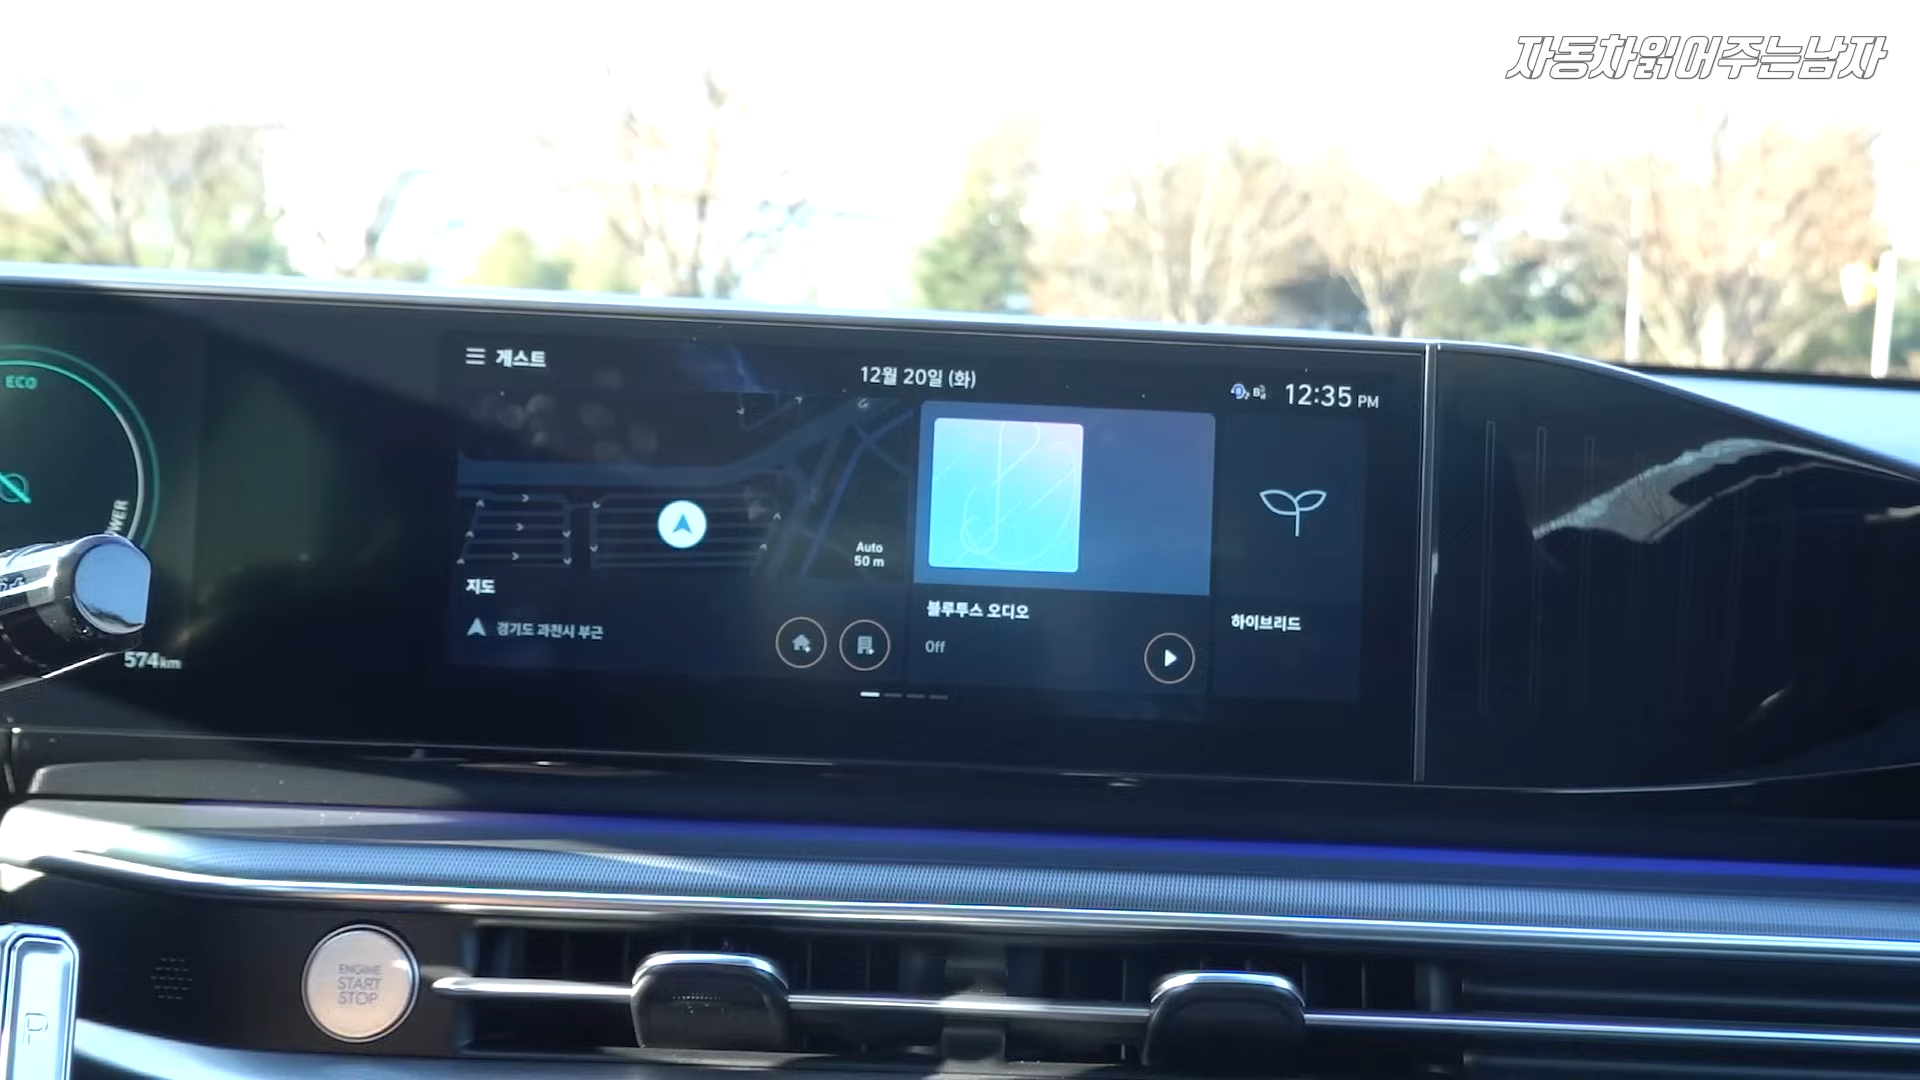 자동차읽어주는남자
게스트
12월 20일 (화)
12:35 PM
ECO
Auto
50 m
지도
경기도 과천시 부근
블루투스 오디오
Off
하이브리드
574km
ENGINE
START
STOP
P